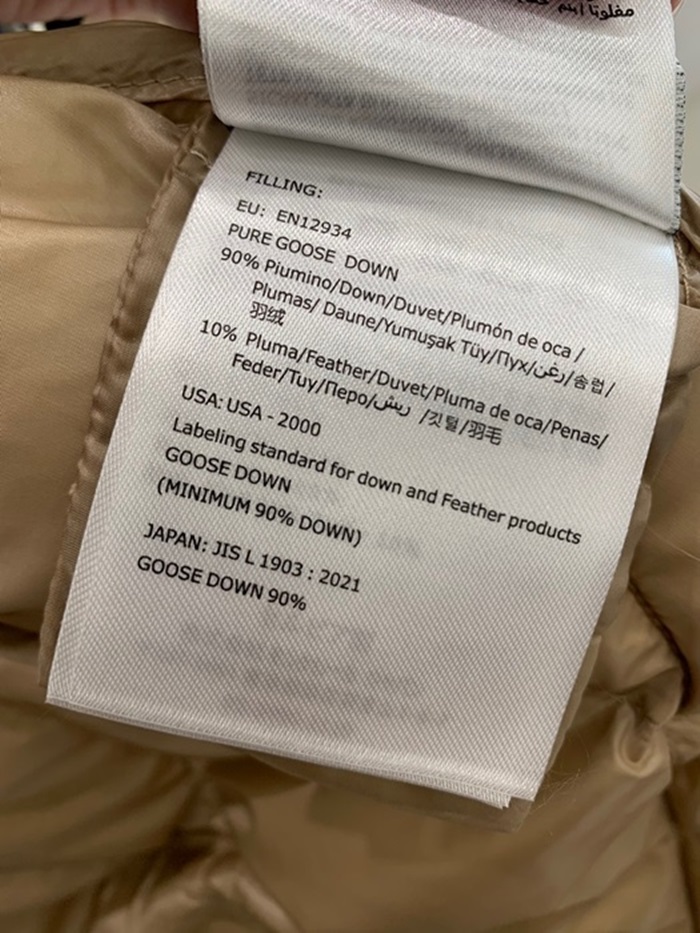 مفلوبًا
FILLING:
EU: EN12934
PURE GOOSE DOWN
90% Piumino/Down/Duvet/Plumón de oca /
Plumas/ Daune/Yumuşak Tüy/Пух/زغن/솜럽/
羽绒
10% Pluma/Feather/Duvet/Pluma de oca/Penas/
Feder/Tuy/Перо/ريش /깃털/羽毛
USA: USA - 2000
Labeling standard for down and Feather products
GOOSE DOWN
(MINIMUM 90% DOWN)
JAPAN: JIS L 1903 : 2021
GOOSE DOWN 90%